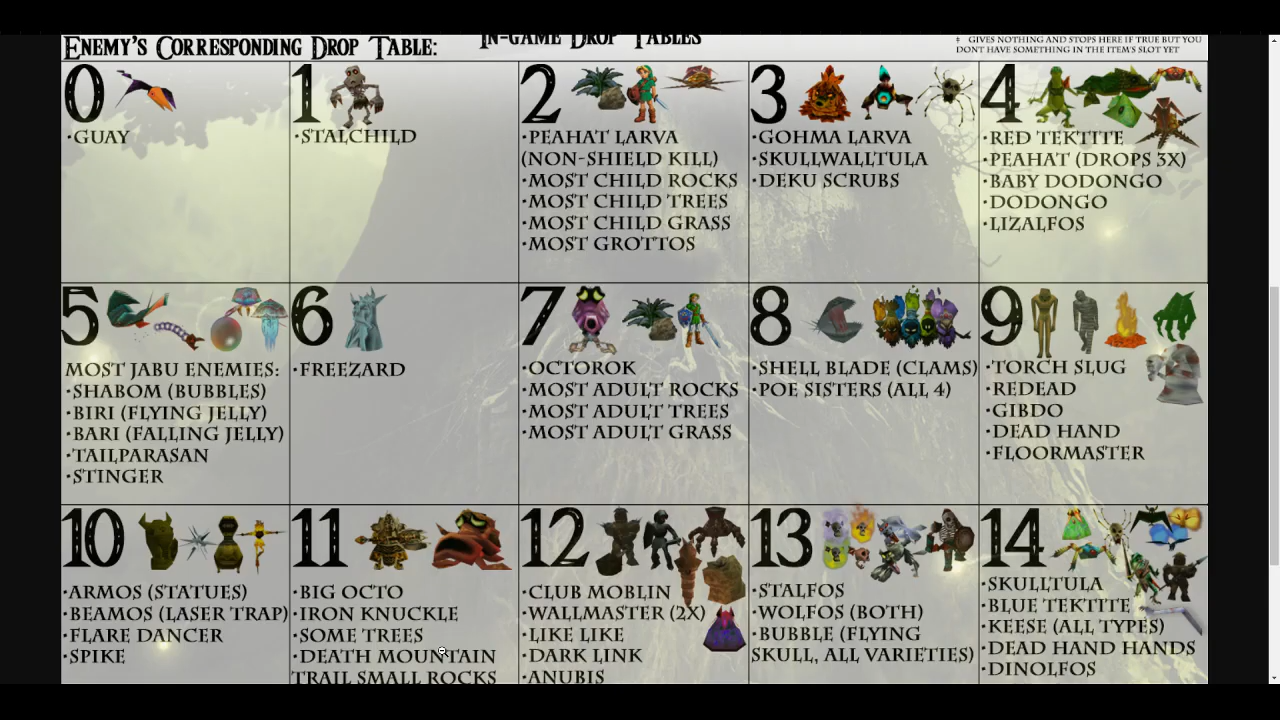 Enemy's Corresponding Drop Table:
In-game Drop Tables
‡ GIVES NOTHING AND STOPS HERE IF TRUE BUT YOU
DONT HAVE SOMETHING IN THE ITEM'S SLOT YET
0
•GUAY
1
•STALCHILD
2
•PEAHAT LARVA
(NON-SHIELD KILL)
•MOST CHILD ROCKS
•MOST CHILD TREES
•MOST CHILD GRASS
•MOST GROTTOS
3
•GOHMA LARVA
•SKULLWALLTULA
•DEKU SCRUBS
4
•RED TEKTITE
•PEAHAT (DROPS 3X)
•BABY DODONGO
•DODONGO
•LIZALFOS
5
MOST JABU ENEMIES:
•SHABOM (BUBBLES)
•BIRI (FLYING JELLY)
•BARI (FALLING JELLY)
•TAILPARASAN
•STINGER
6
•FREEZARD
7
•OCTOROK
•MOST ADULT ROCKS
•MOST ADULT TREES
•MOST ADULT GRASS
8
•SHELL BLADE (CLAMS)
•POE SISTERS (ALL 4)
9
•TORCH SLUG
•REDEAD
•GIBDO
•DEAD HAND
•FLOORMASTER
10
•ARMOS (STATUES)
•BEAMOS (LASER TRAP)
•FLARE DANCER
•SPIKE
11
•BIG OCTO
•IRON KNUCKLE
•SOME TREES
•DEATH MOUNTAIN
TRAIL SMALL ROCKS
12
•CLUB MOBLIN
•WALLMASTER (2X)
•LIKE LIKE
•DARK LINK
•ANUBIS
13
•STALFOS
•WOLFOS (BOTH)
•BUBBLE (FLYING
SKULL, ALL VARIETIES)
14
•SKULLTULA
•BLUE TEKTITE
•KEESE (ALL TYPES)
•DEAD HAND HANDS
•DINOLFOS